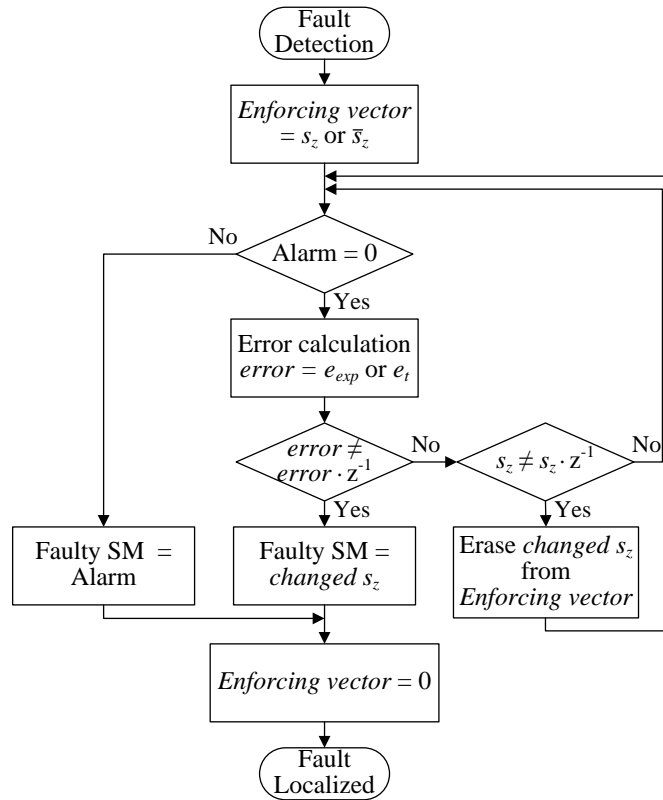 Fault
Detection
Enforcing vector
= s_z or s̅_z
No
Alarm = 0
Yes
Error calculation
error = e_exp or e_t
error ≠
error · z⁻¹
No
s_z ≠ s_z · z⁻¹
No
Yes
Yes
Faulty SM =
Alarm
Faulty SM =
changed s_z
Erase changed s_z
from
Enforcing vector
Enforcing vector = 0
Fault
Localized